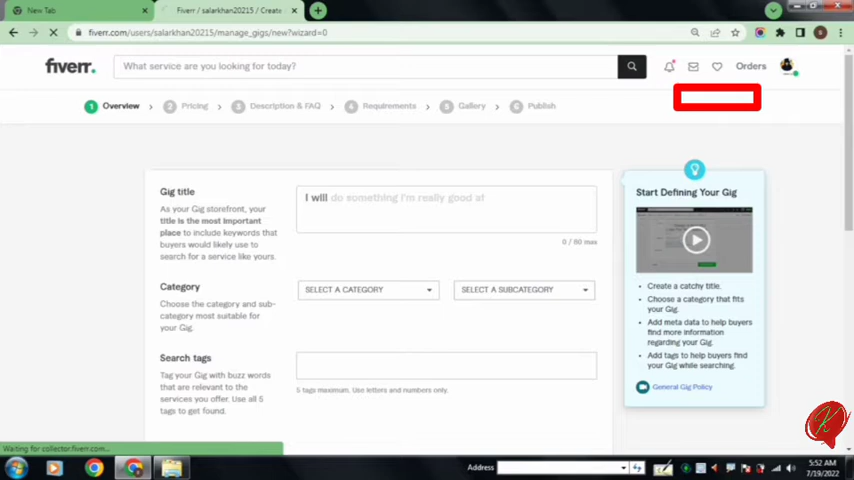 New Tab
Fiverr / salarkhan20215 / Create
fiverr.com/users/salarkhan20215/manage_gigs/new?wizard=0
fiverr.
What service are you looking for today?
Orders
1 Overview
2 Pricing
3 Description & FAQ
4 Requirements
5 Gallery
6 Publish
Gig title
As your Gig storefront, your
title is the most important
place to include keywords that
buyers would likely use to
search for a service like yours.
I will do something I'm really good at
0 / 80 max
Category
Choose the category and sub-
category most suitable for
your Gig.
SELECT A CATEGORY
SELECT A SUBCATEGORY
Search tags
Tag your Gig with buzz words
that are relevant to the
services you offer. Use all 5
tags to get found.
5 tags maximum. Use letters and numbers only.
Start Defining Your Gig
Create a catchy title.
Choose a category that fits
your Gig.
Add meta data to help buyers
find more information
regarding your Gig.
Add tags to help buyers find
your Gig while searching.
General Gig Policy
Waiting for collector.fiverr.com...
Address
5:52 AM
7/19/2022